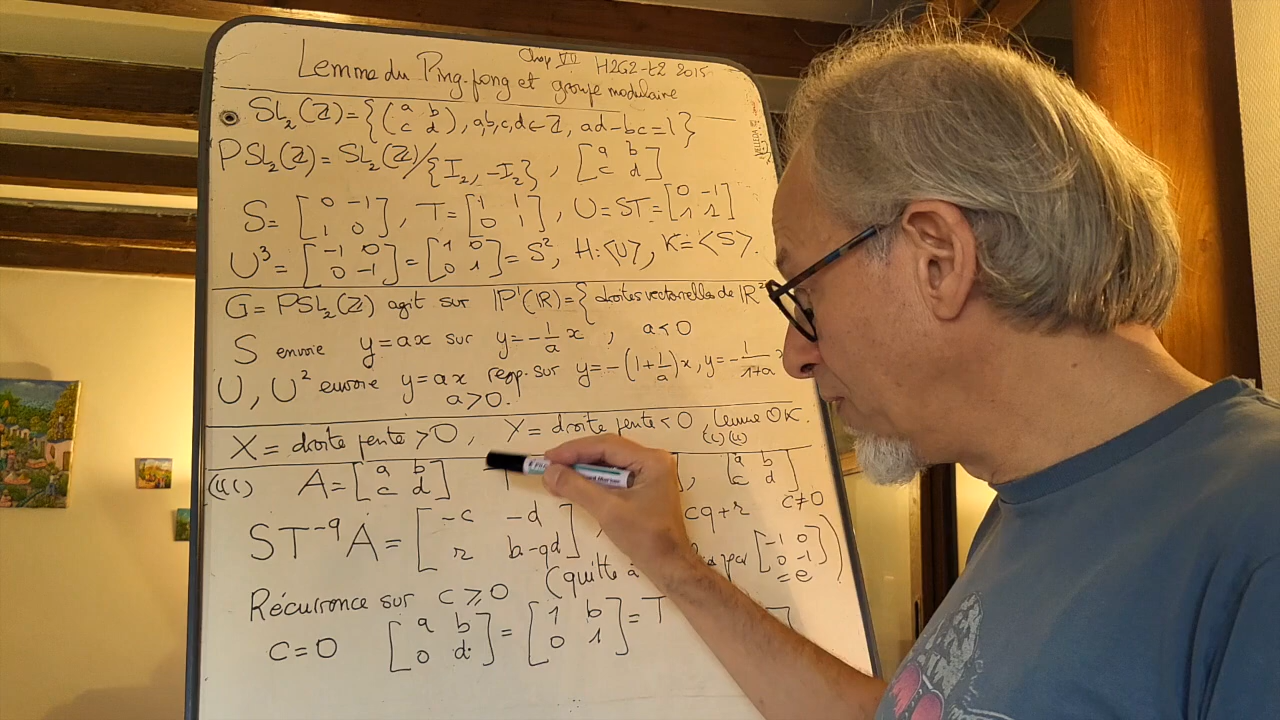 Chap VII H2G2-t2 2015
Lemme du Ping-pong et groupe modulaire
SL₂(ℤ)={(a b / c d), a,b,c,d∈ℤ, ad-bc=1}
PSL₂(ℤ)=SL₂(ℤ)/{I₂, -I₂}, [a b / c d]
S=[0 -1 / 1 0], T=[1 1 / 0 1], U=ST=[0 -1 / 1 1]
U³=[-1 0 / 0 -1]=[1 0 / 0 1]=S², H=<U>, K=<S>.
G=PSL₂(ℤ) agit sur ℙ¹(ℝ)={droites vectorielles de ℝ²
S envoie y=ax sur y=-1/a x, a<0
U, U² envoie y=ax resp. sur y=-(1+1/a)x, y=-1/1+a
a>0.
X= droite pente >0, Y= droite pente <0, Lemme OK.
(i)(ii)
(iii) A=[a b / c d] [a b / c d]
c≠0
ST⁻qA=[-c -d / r b-qd] cq+r
(quitte à par [-1 0 / 0 -1])
=e
Récurrence sur c⩾0
c=0 [a b / 0 d]=[1 b / 0 1]=T